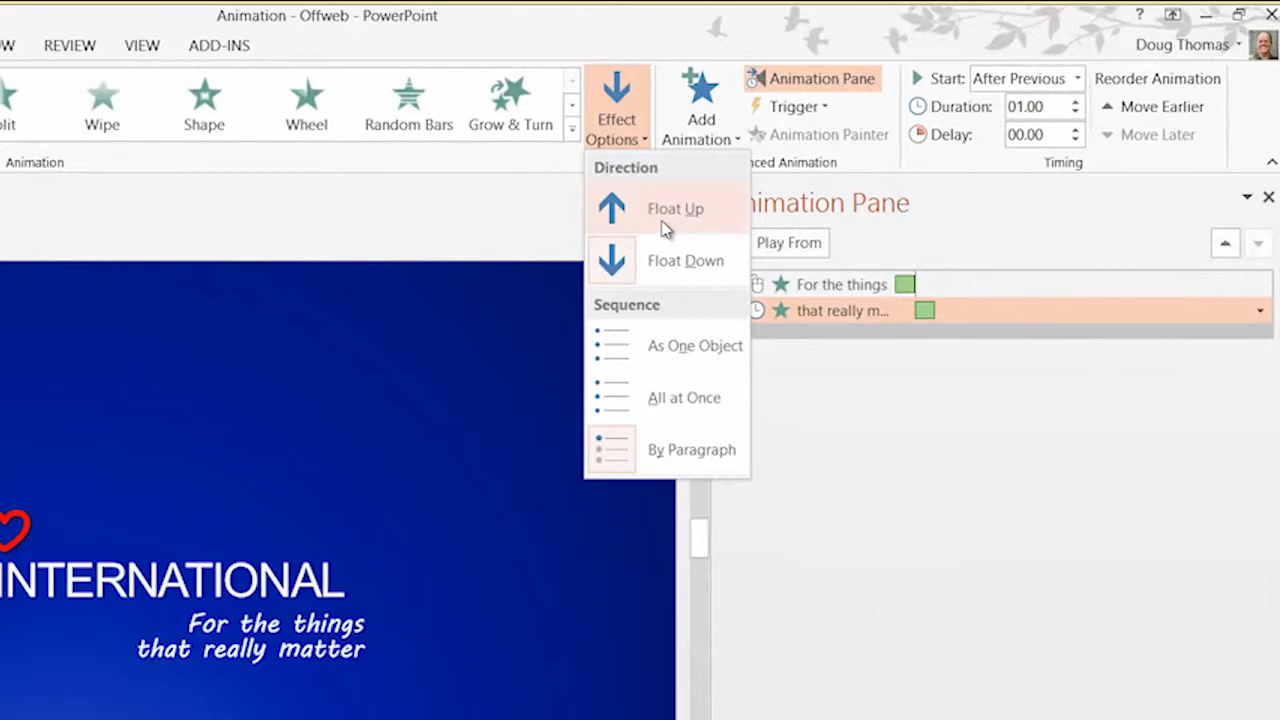 Animation - Offweb - PowerPoint
?
OW REVIEW VIEW ADD-INS
Doug Thomas
plit Wipe Shape Wheel Random Bars Grow & Turn
Effect
Options
Add
Animation
Animation Pane
Trigger
Animation Painter
Start: After Previous
Duration: 01.00
Delay: 00.00
Reorder Animation
Move Earlier
Move Later
Animation
nced Animation
Timing
Direction
Float Up
Float Down
Sequence
As One Object
All at Once
By Paragraph
nimation Pane
Play From
For the things
that really m...
INTERNATIONAL
For the things
that really matter